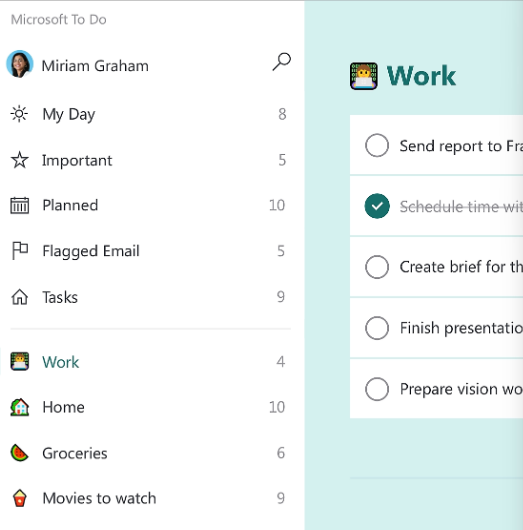 Microsoft To Do
Miriam Graham
My Day 8
Important 5
Planned 10
Flagged Email 5
Tasks 9
Work 4
Home 10
Groceries 6
Movies to watch 9
Work
Send report to
Schedule time
Create brief for
Finish
Prepare vision